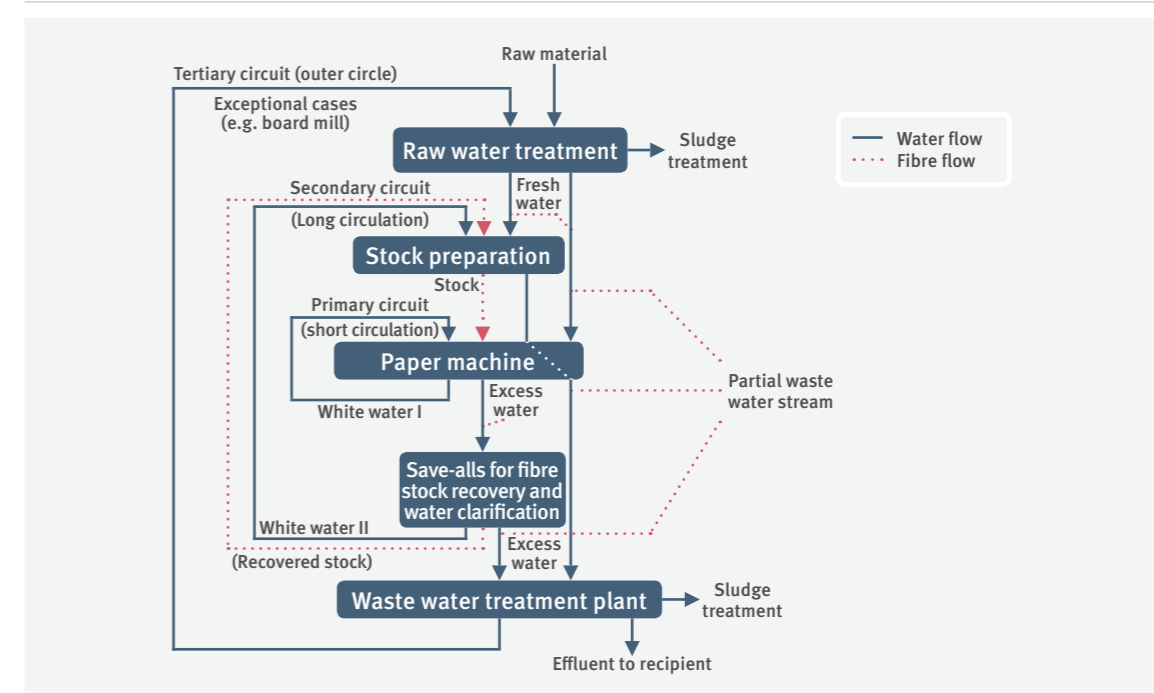 Raw material
Tertiary circuit (outer circle)
Exceptional cases
(e.g. board mill)
Raw water treatment
Sludge
treatment
Water flow
Fibre flow
Secondary circuit
Fresh
water
(Long circulation)
Stock preparation
Stock
Primary circuit
(short circulation)
Paper machine
Partial waste
water stream
White water I
Excess
water
Save-alls for fibre
stock recovery and
water clarification
White water II
(Recovered stock)
Excess
water
Waste water treatment plant
Sludge
treatment
Effluent to recipient